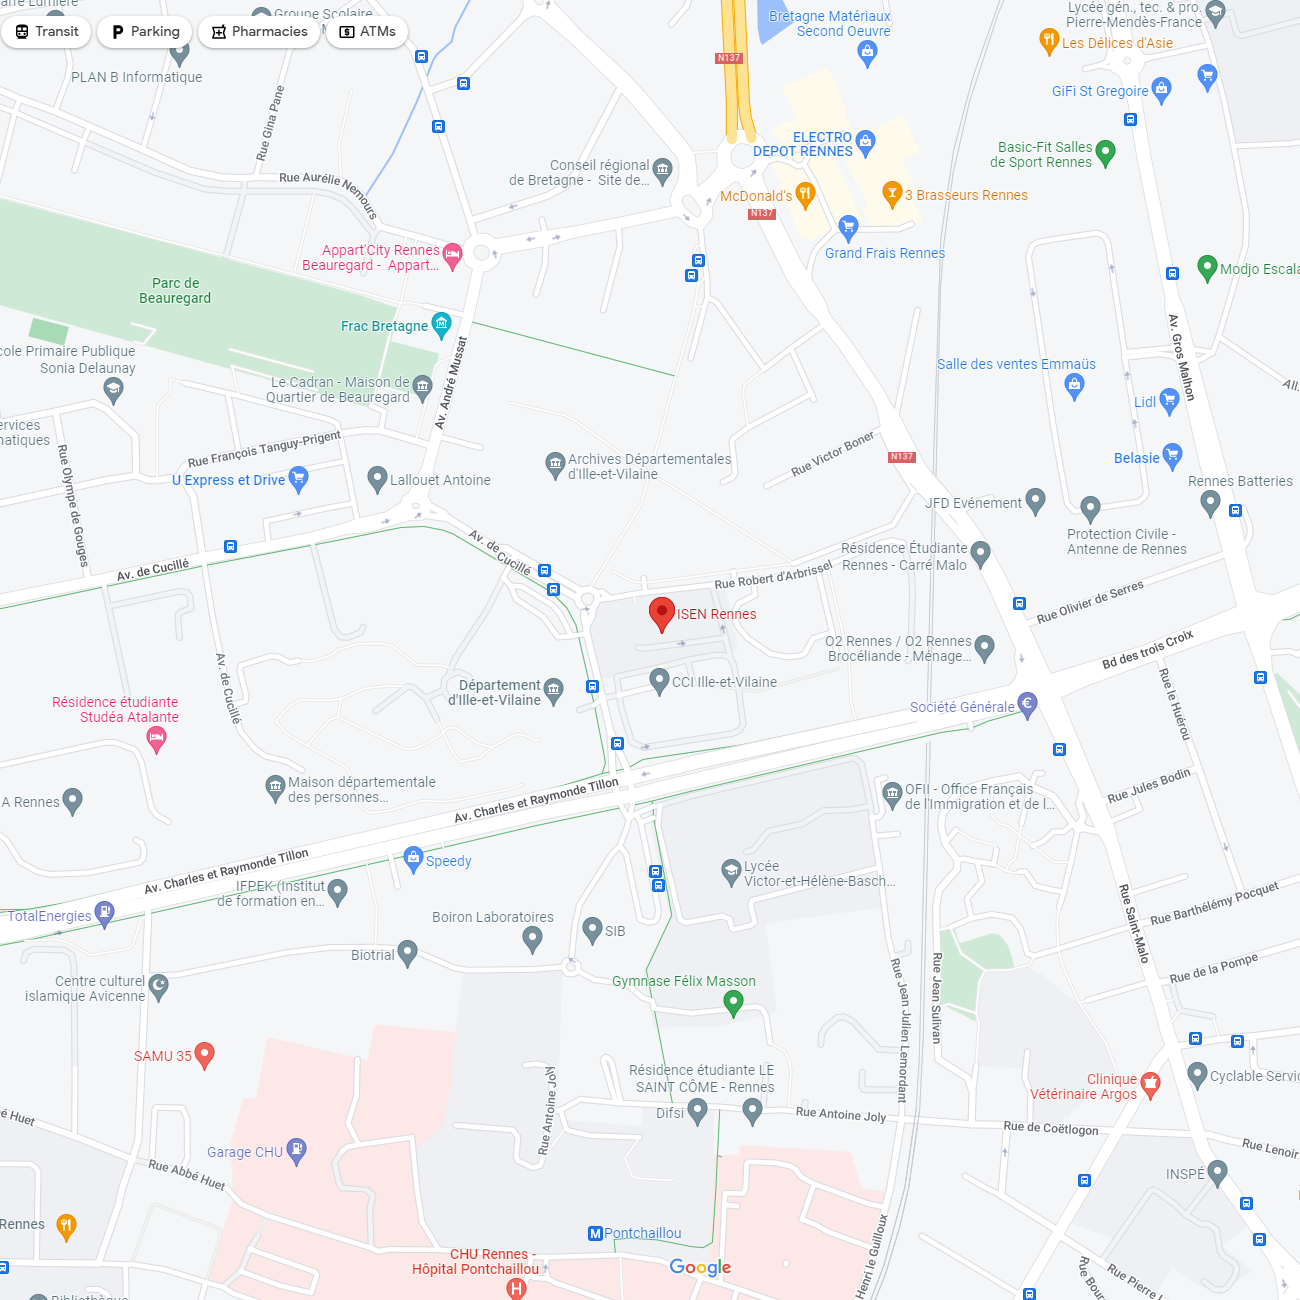 Groupe Scolaire
Transit
Parking
Pharmacies
ATMs
PLAN B Informatique
Bretagne Matériaux
Second Oeuvre
Lycée gén., tec. & pro.
Pierre-Mendès-France
Les Délices d'Asie
N137
GiFi St Gregoire
Rue Gina Pane
ELECTRO
DEPOT RENNES
Basic-Fit Salles
de Sport Rennes
Conseil régional
de Bretagne - Site de...
Rue Aurélie Nemours
McDonald's
3 Brasseurs Rennes
N137
Grand Frais Rennes
Appart'City Rennes
Beauregard - Appart...
Modjo Escala
Parc de
Beauregard
Frac Bretagne
Av. André Mussat
Av. Gros Malhon
cole Primaire Publique
Sonia Delaunay
Salle des ventes Emmaüs
Le Cadran - Maison de
Quartier de Beauregard
All.
Lidl
ervices
matiques
Rue François Tanguy-Prigent
Rue Victor Boner
Rue Olympe de Gouges
Archives Départementales
d'Ille-et-Vilaine
N137
Belasie
U Express et Drive
Lallouet Antoine
Rennes Batteries
JFD Evénement
Protection Civile -
Antenne de Rennes
Av. de Cucillé
Av. de Cucillé
Résidence Étudiante
Rennes - Carré Malo
Rue Robert d'Arbrissel
Rue Olivier de Serres
ISEN Rennes
O2 Rennes / O2 Rennes
Brocéliande - Ménage...
Bd des trois Croix
Av. de Cucillé
Département
d'Ille-et-Vilaine
CCI Ille-et-Vilaine
Rue le Huérou
Résidence étudiante
Studéa Atalante
Société Générale
Maison départementale
des personnes...
A Rennes
Av. Charles et Raymonde Tillon
OFII - Office Français
de l'Immigration et de l...
Rue Jules Bodin
Av. Charles et Raymonde Tillon
Speedy
Lycée
Victor-et-Hélène-Basch...
IFPEK (Institut
de formation en...
TotalEnergies
Boiron Laboratoires
SIB
Rue Saint-Malo
Rue Barthélémy Pocquet
Biotrial
Rue de la Pompe
Centre culturel
islamique Avicenne
Gymnase Félix Masson
Rue Jean Julien Lemordant
Rue Jean Sulivan
SAMU 35
Résidence étudiante LE
SAINT CÔME - Rennes
Clinique
Vétérinaire Argos
Cyclable Servic
Rue Antoine Joly
Difsi
Rue Antoine Joly
Rue de Coëtlogon
é Huet
Garage CHU
Rue Lenoir
Rue Abbé Huet
INSPÉ
Rennes
M
Pontchaillou
Henri le Guilloux
CHU Rennes -
Hôpital Pontchaillou
H
Google
Rue Bour
Rue Pierre
Bibliothèque